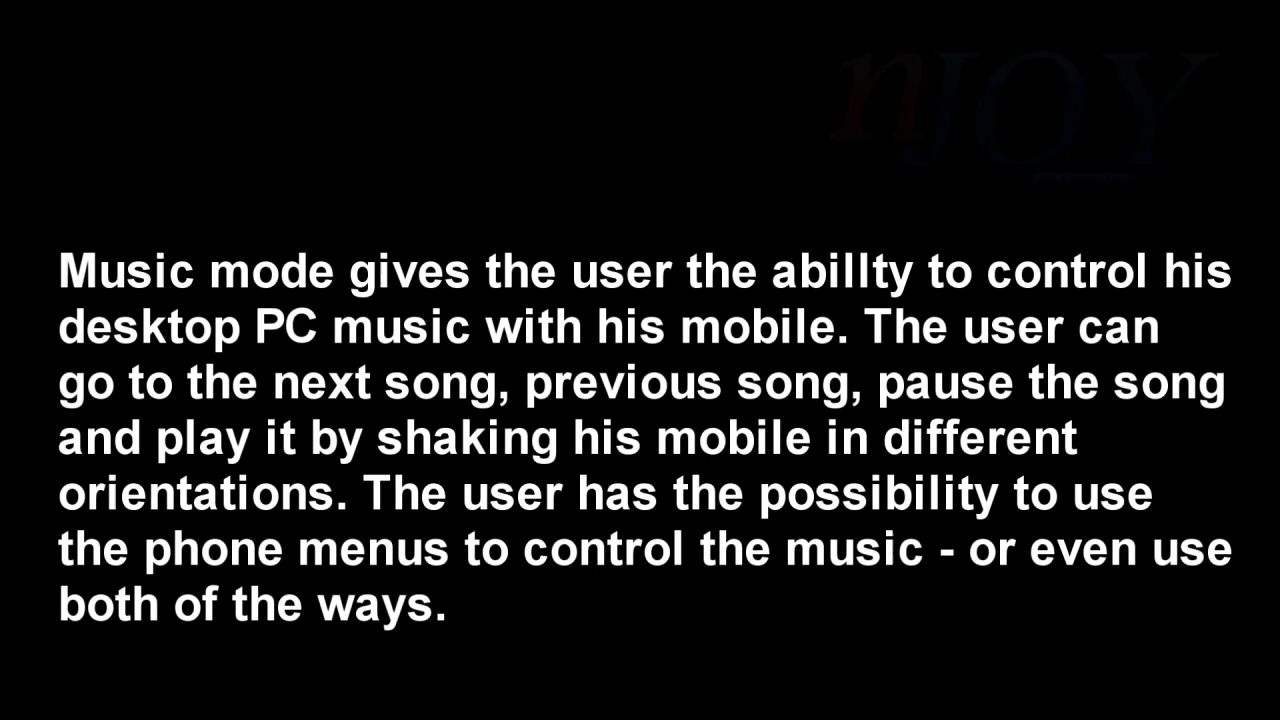 nJOY
Music mode gives the user the abillty to control his
desktop PC music with his mobile. The user can
go to the next song, previous song, pause the song
and play it by shaking his mobile in different
orientations. The user has the possibility to use
the phone menus to control the music - or even use
both of the ways.